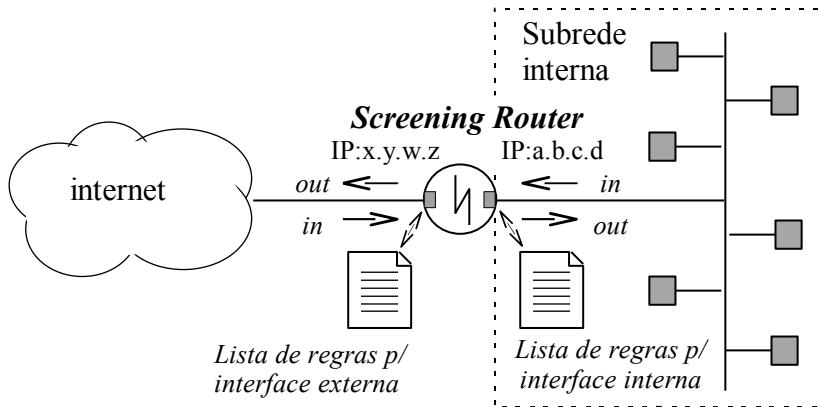 Subrede
interna
Screening Router
IP:x.y.w.z
IP:a.b.c.d
internet
out
in
in
out
Lista de regras p/
interface externa
Lista de regras p/
interface interna